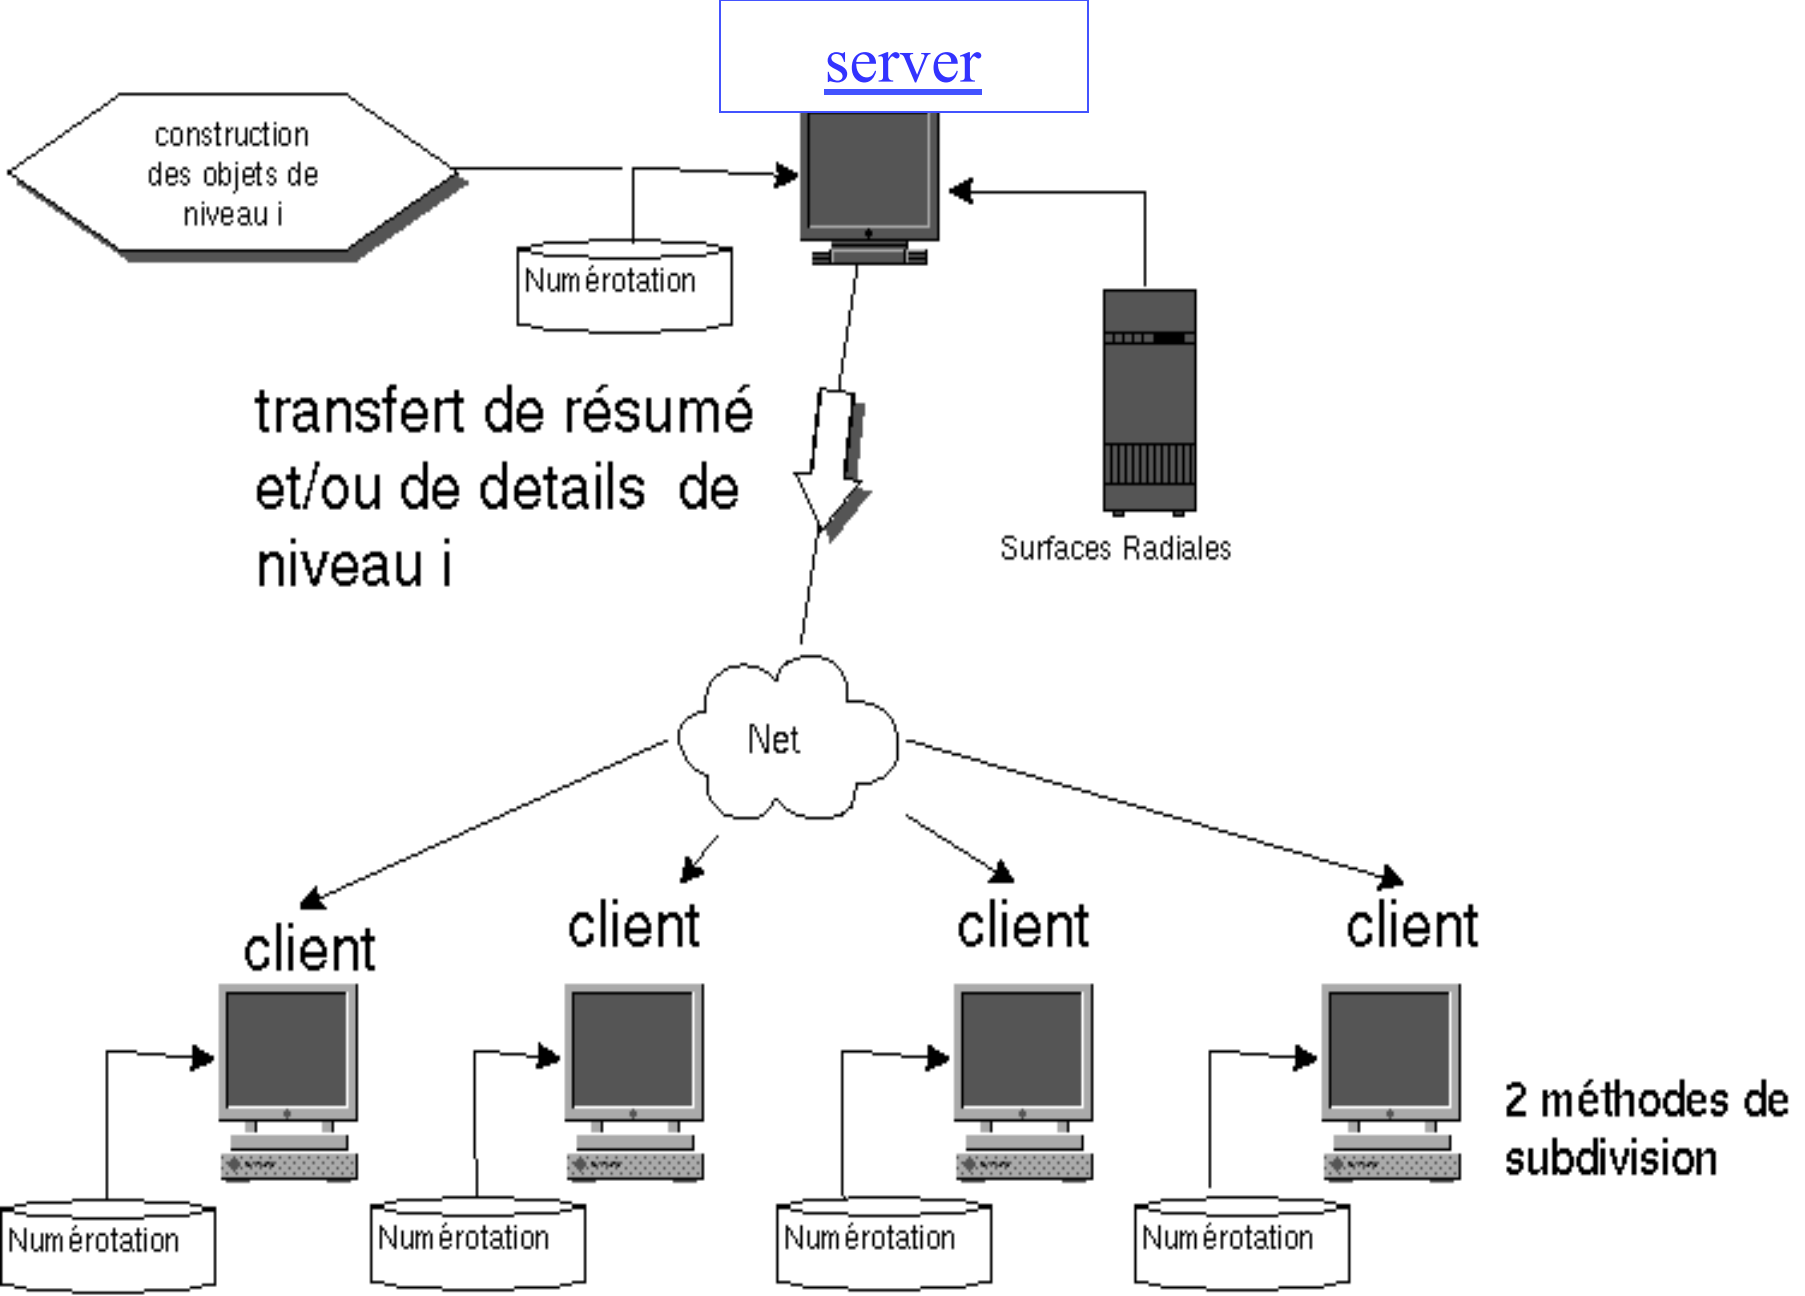 server
construction
des objets de
niveau i
Numérotation
transfert de résumé
et/ou de details de
niveau i
Surfaces Radiales
Net
client
client
client
client
2 méthodes de
subdivision
Numérotation
Numérotation
Numérotation
Numérotation